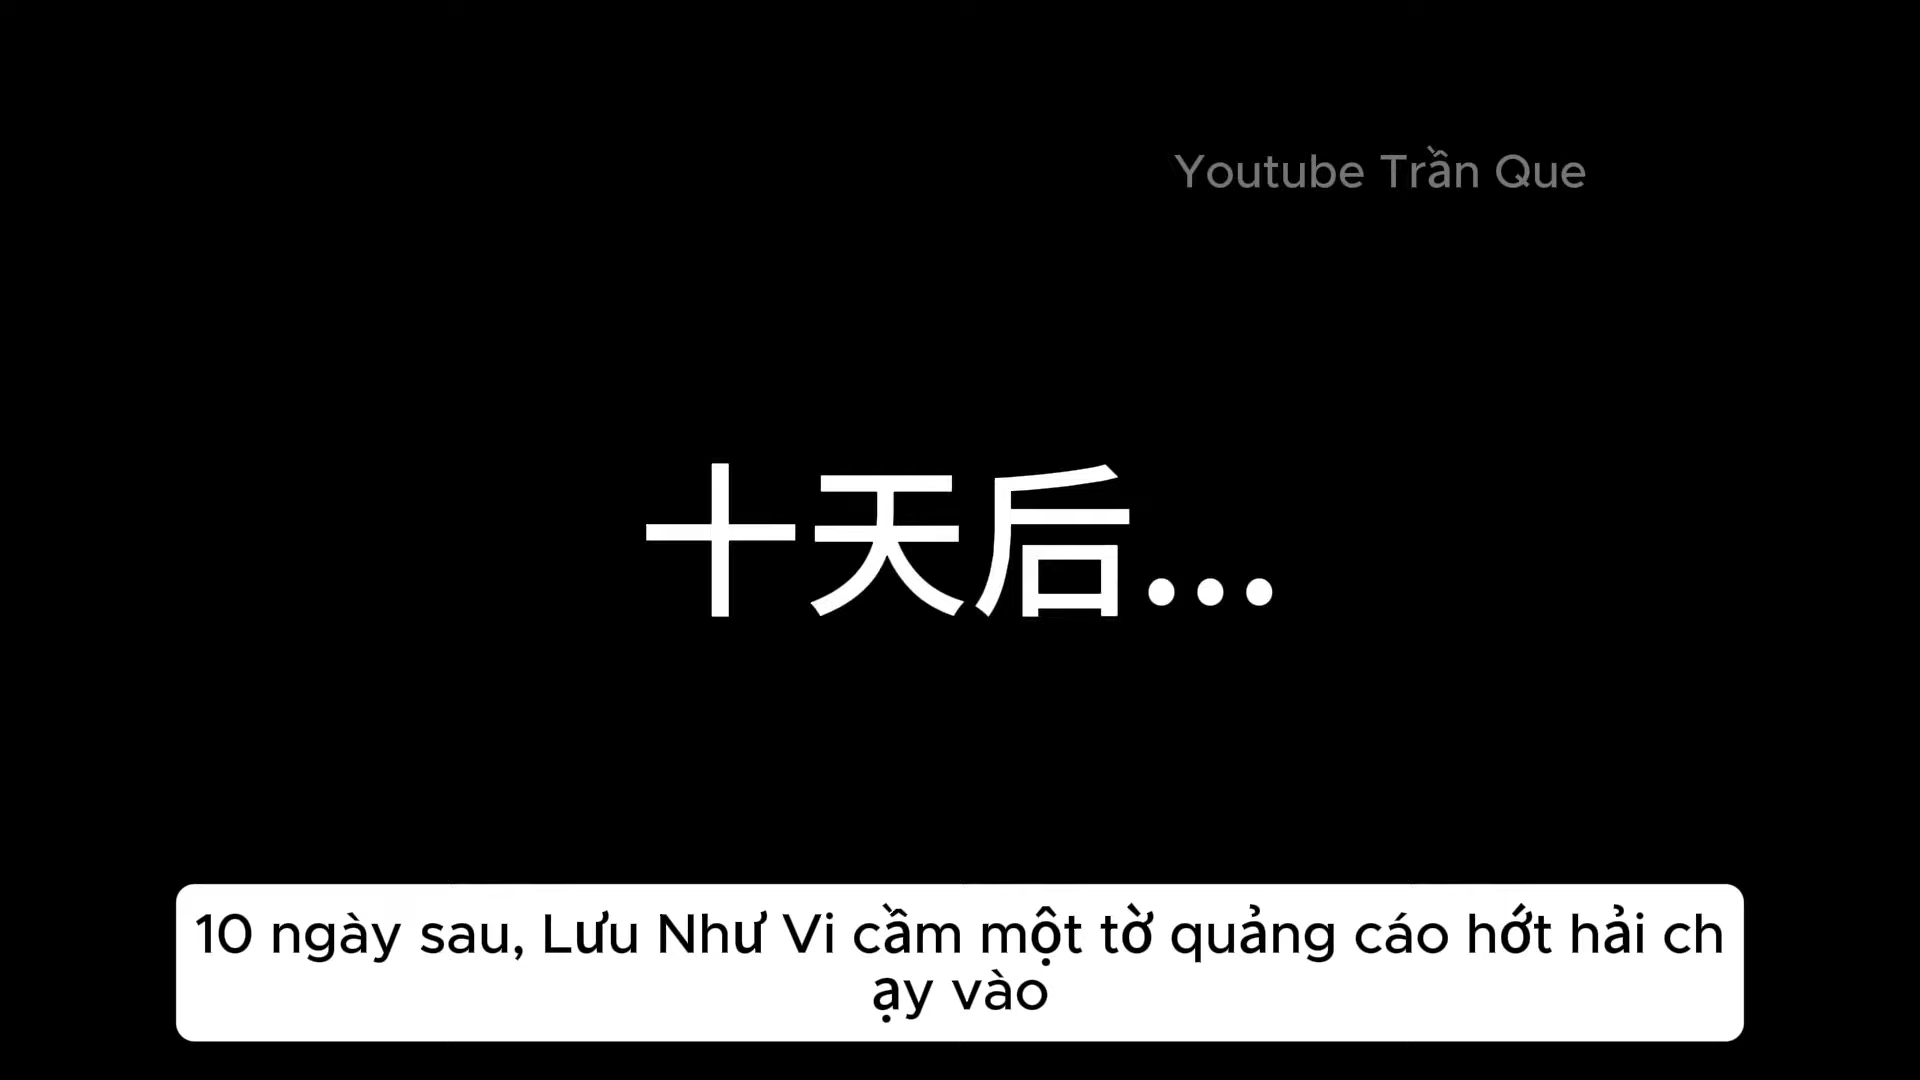 Youtube Trần Que
十天后...
10 ngày sau, Lưu Như Vi cầm một tờ quảng cáo hớt hải ch
ạy vào